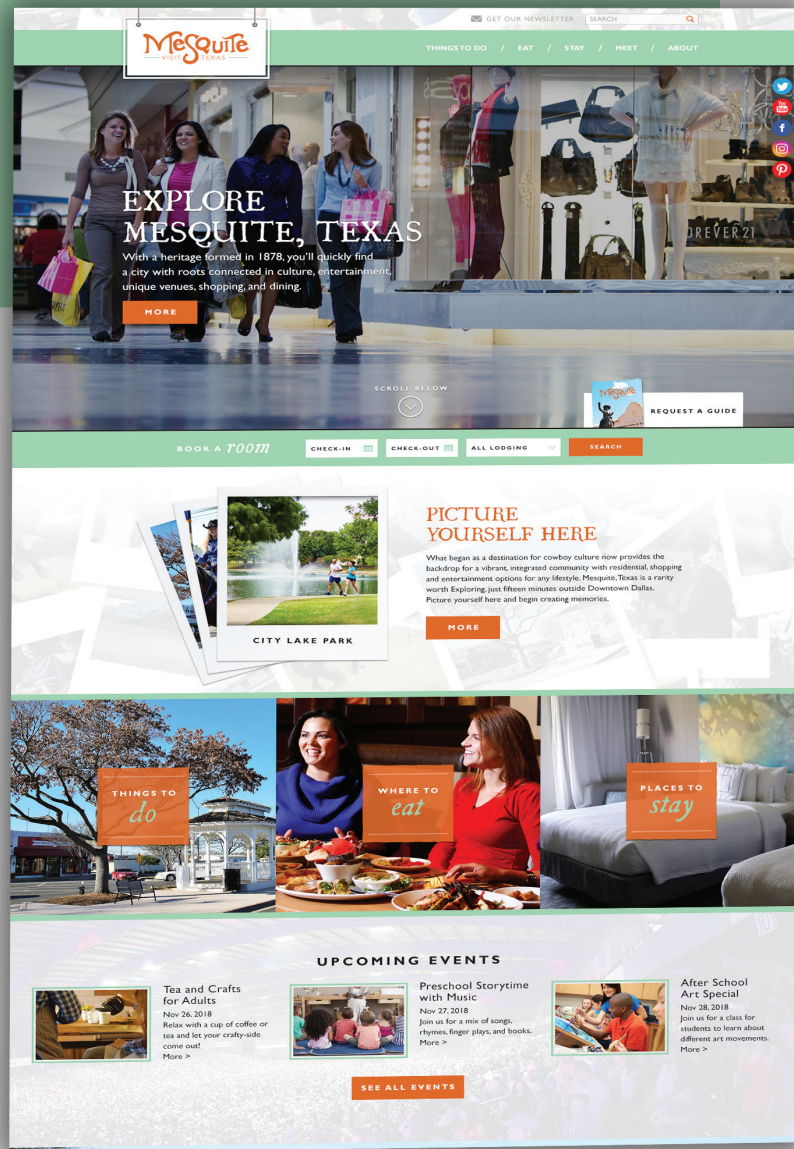 GET OUR NEWSLETTER
SEARCH
Mesquite
VISIT TEXAS
THINGS TO DO / EAT / STAY / MEET / ABOUT
You
Tube
FOREVER 21
EXPLORE
MESQUITE, TEXAS
With a heritage formed in 1878, you'll quickly find
a city with roots connected in culture, entertainment,
unique venues, shopping, and dining.
MORE
SCROLL BELOW
Mesquite
REQUEST A GUIDE
BOOK A room
CHECK-IN
CHECK-OUT
ALL LODGING
SEARCH
CITY LAKE PARK
PICTURE
YOURSELF HERE
What began as a destination for cowboy culture now provides the
backdrop for a vibrant, integrated community with residential, shopping
and entertainment options for any lifestyle. Mesquite, Texas is a rarity
worth Exploring, just fifteen minutes outside Downtown Dallas.
Picture yourself here and begin creating memories.
MORE
THINGS TO
do
WHERE TO
eat
PLACES TO
stay
UPCOMING EVENTS
Tea and Crafts
for Adults
Nov 26, 2018
Relax with a cup of coffee or
tea and let your crafty-side
come out!
More >
Preschool Storytime
with Music
Nov 27, 2018
Join us for a mix of songs,
rhymes, finger plays, and books.
More >
After School
Art Special
Nov 28, 2018
Join us for a class for
students to learn about
different art movements.
More >
SEE ALL EVENTS